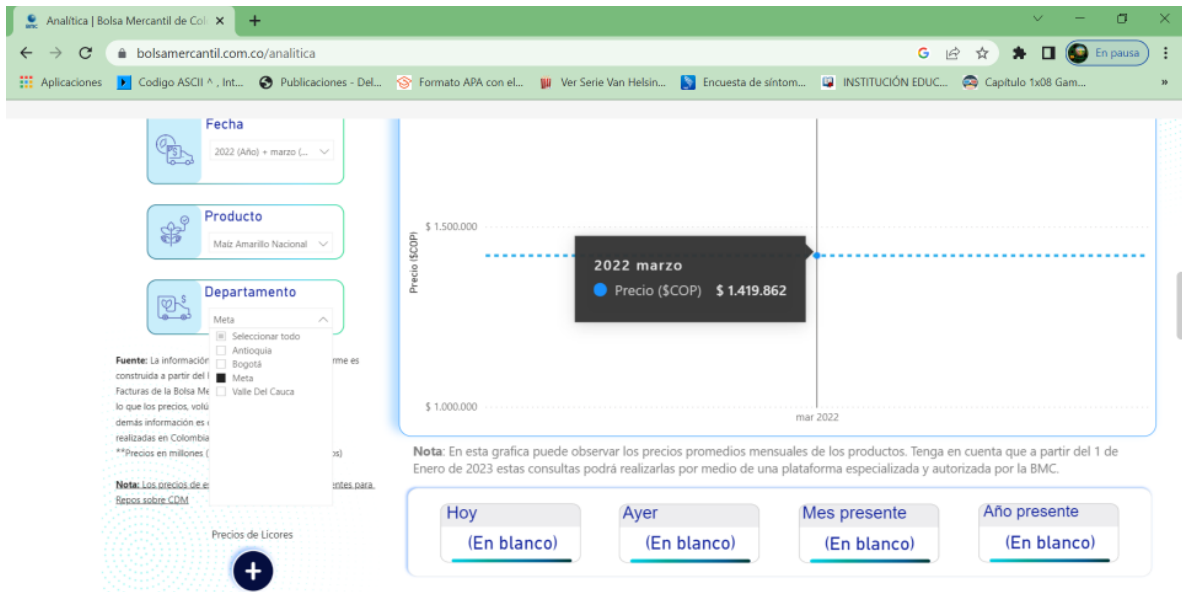 Analítica | Bolsa Mercantil de Col
bolsamercantil.com.co/analitica
En pausa
Aplicaciones
Codigo ASCII ^ , Int...
Publicaciones - Del...
Formato APA con el...
Ver Serie Van Helsin...
Encuesta de síntom...
INSTITUCIÓN EDUC...
Capítulo 1x08 Gam...
»
Fecha
2022 (Año) + marzo (...
Producto
Maíz Amarillo Nacional
Departamento
Meta
Seleccionar todo
Antioquia
Bogotá
Meta
Valle Del Cauca
Fuente: La información rme es
construida a partir del
Facturas de la Bolsa Me
lo que los precios, volú
demás información es
realizadas en Colombia
**Precios en millones ( os)
Nota: Los precios de es entes para
Repos sobre CDM
Precios de Licores
Precio ($COP)
$ 1.500.000
2022 marzo
Precio ($COP) $ 1.419.862
$ 1.000.000
mar 2022
Nota: En esta grafica puede observar los precios promedios mensuales de los productos. Tenga en cuenta que a partir del 1 de
Enero de 2023 estas consultas podrá realizarlas por medio de una plataforma especializada y autorizada por la BMC.
Hoy
(En blanco)
Ayer
(En blanco)
Mes presente
(En blanco)
Año presente
(En blanco)